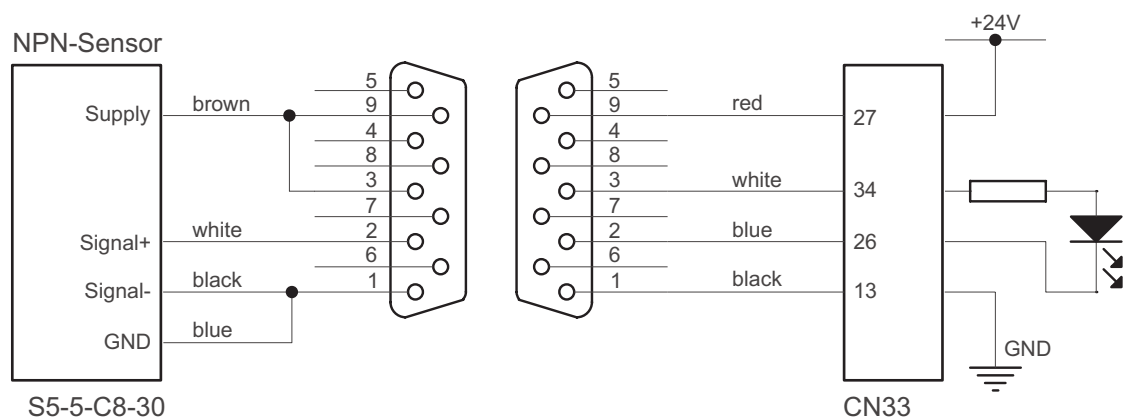 +24V
NPN-Sensor
5 5
Supply brown 9 9 red 27
4 4
8 8
3 3 white 34
7 7
Signal+ white 2 2 blue 26
6 6
Signal- black 1 1 black 13
GND blue
GND
S5-5-C8-30 CN33